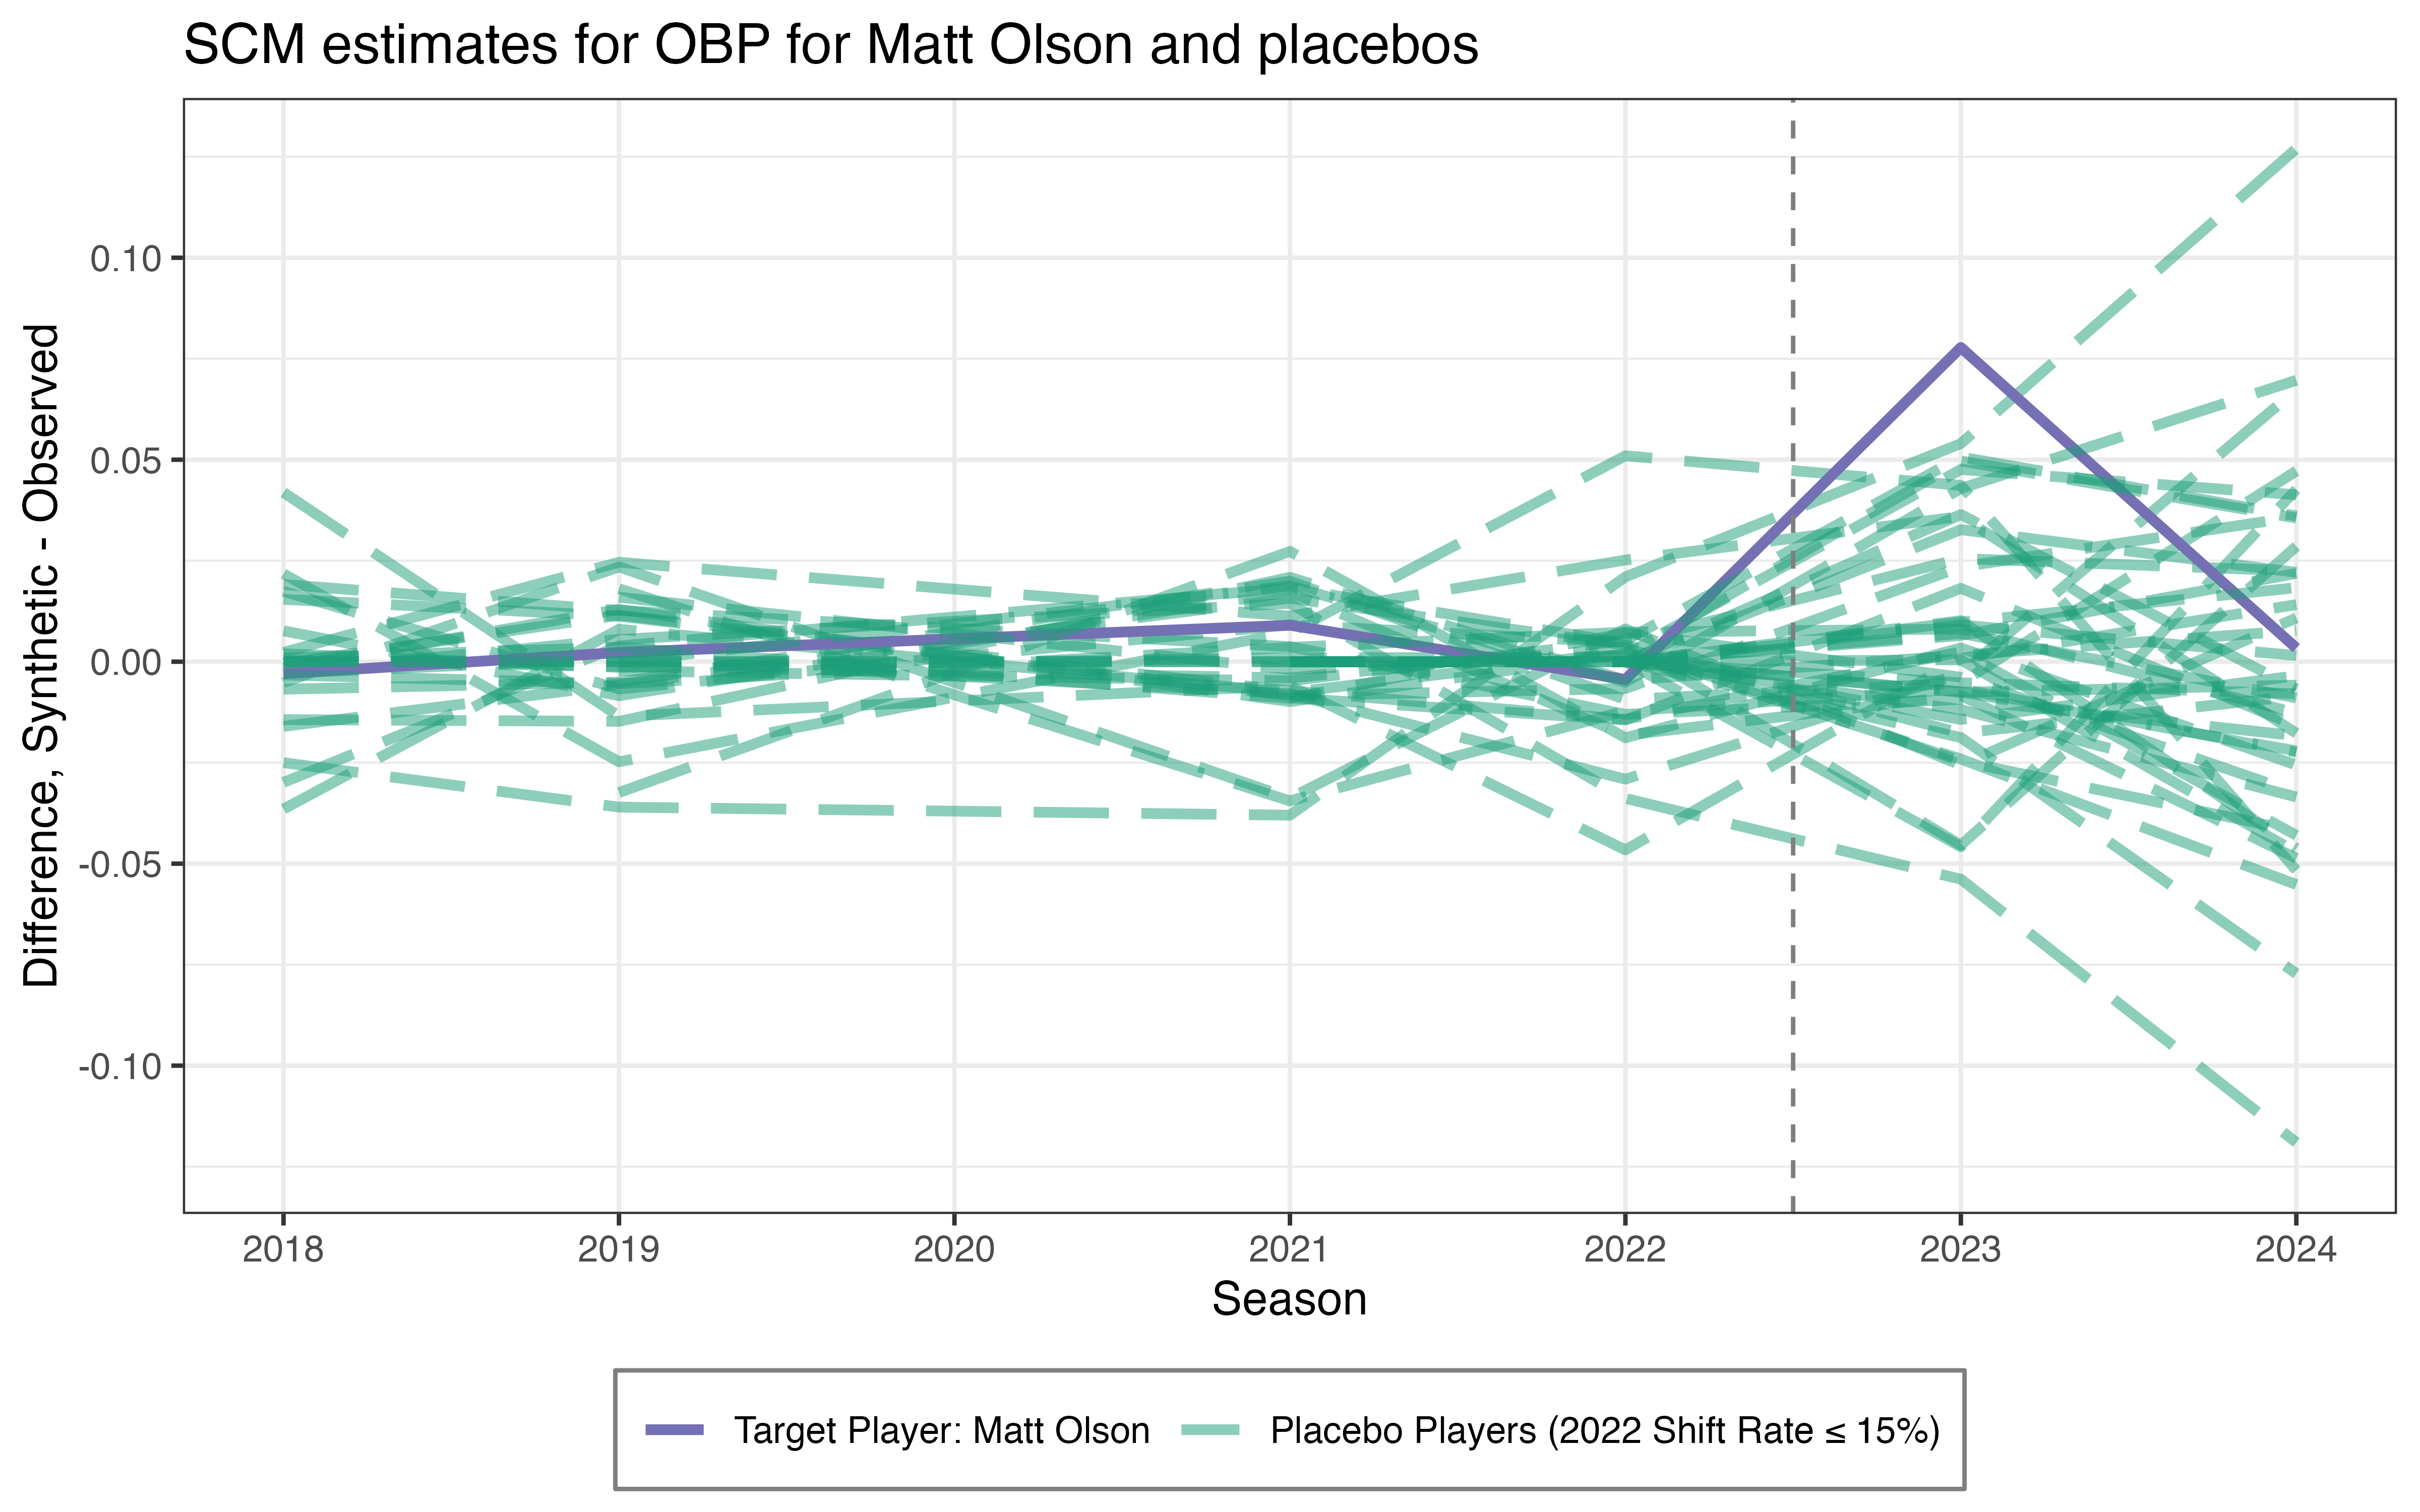 SCM estimates for OBP for Matt Olson and placebos
Difference, Synthetic - Observed
0.10
0.05
0.00
-0.05
-0.10
2018 2019 2020 2021 2022 2023 2024
Season
Target Player: Matt Olson Placebo Players (2022 Shift Rate ≤ 15%)